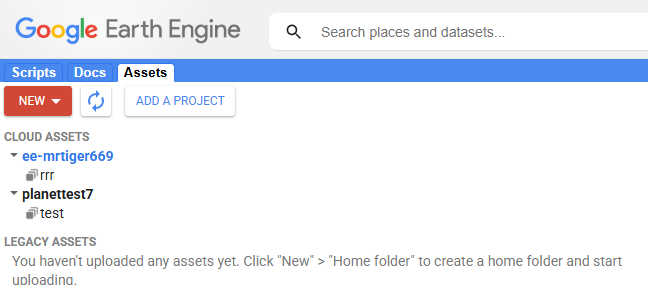 Google Earth Engine
Search places and datasets...
Scripts Docs Assets
NEW ADD A PROJECT
CLOUD ASSETS
ee-mrtiger669
rrr
planettest7
test
LEGACY ASSETS
You haven't uploaded any assets yet. Click "New" > "Home folder" to create a home folder and start
uploading.